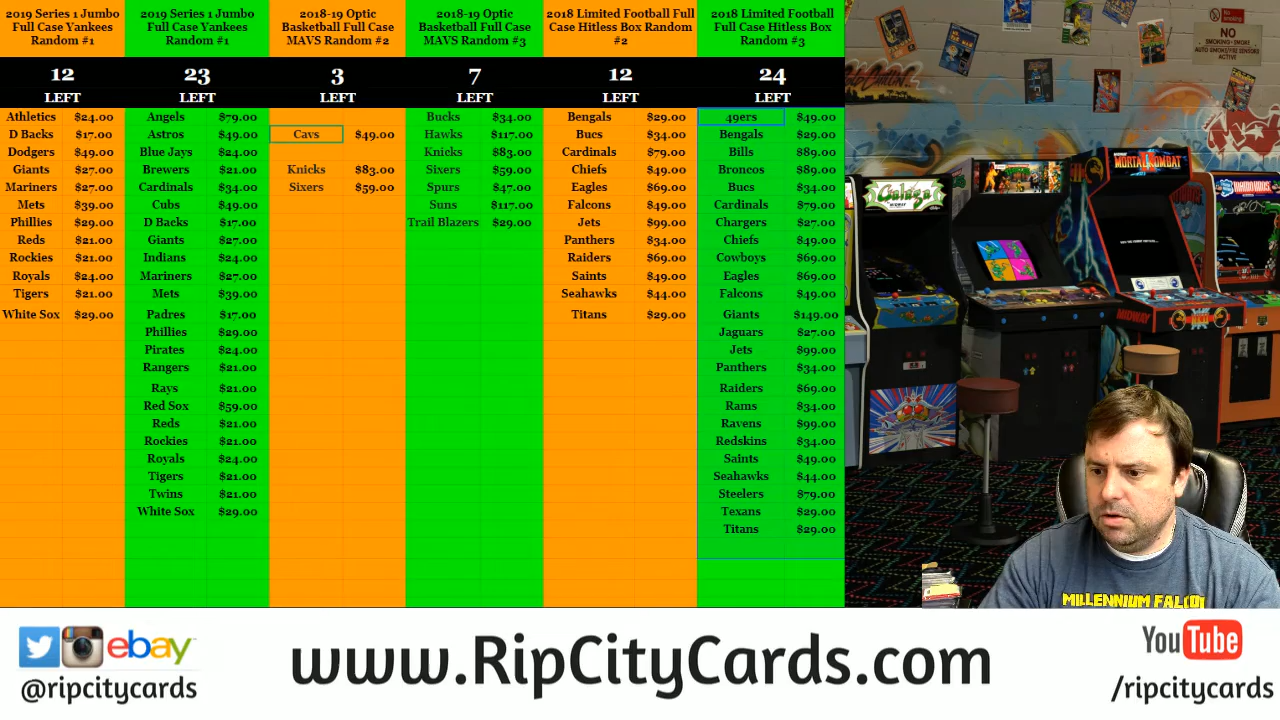 2019 Series 1 Jumbo
Full Case Yankees
Random #1
12
LEFT
Athletics $24.00
D Backs $17.00
Dodgers $49.00
Giants $27.00
Mariners $27.00
Mets $39.00
Phillies $29.00
Reds $21.00
Rockies $21.00
Royals $24.00
Tigers $21.00
White Sox $29.00
2019 Series 1 Jumbo
Full Case Yankees
Random #1
23
LEFT
Angels $79.00
Astros $49.00
Blue Jays $24.00
Brewers $21.00
Cardinals $34.00
Cubs $49.00
D Backs $17.00
Giants $27.00
Indians $24.00
Mariners $27.00
Mets $39.00
Padres $17.00
Phillies $29.00
Pirates $24.00
Rangers $21.00
Rays $21.00
Red Sox $59.00
Reds $21.00
Rockies $21.00
Royals $24.00
Tigers $21.00
Twins $21.00
White Sox $29.00
2018-19 Optic
Basketball Full Case
MAVS Random #2
3
LEFT
Cavs $49.00
Knicks $83.00
Sixers $59.00
2018-19 Optic
Basketball Full Case
MAVS Random #3
7
LEFT
Bucks $34.00
Hawks $117.00
Knicks $83.00
Sixers $59.00
Spurs $47.00
Suns $117.00
Trail Blazers $29.00
2018 Limited Football Full
Case Hitless Box Random
#2
12
LEFT
Bengals $29.00
Bucs $34.00
Cardinals $79.00
Chiefs $49.00
Eagles $69.00
Falcons $49.00
Jets $99.00
Panthers $34.00
Raiders $69.00
Saints $49.00
Seahawks $44.00
Titans $29.00
2018 Limited Football
Full Case Hitless Box
Random #3
24
LEFT
49ers $49.00
Bengals $29.00
Bills $89.00
Broncos $89.00
Bucs $34.00
Cardinals $79.00
Chargers $27.00
Chiefs $49.00
Cowboys $69.00
Eagles $69.00
Falcons $49.00
Giants $149.00
Jaguars $27.00
Jets $99.00
Panthers $34.00
Raiders $69.00
Rams $34.00
Ravens $99.00
Redskins $34.00
Saints $49.00
Seahawks $44.00
Steelers $79.00
Texans $29.00
Titans $29.00
NO
SMOKING
Galaga
MORTAL KOMBAT
MIDWAY
MILLENNIUM FALCON
ebay
@ripcitycards
www.RipCityCards.com
YouTube
/ripcitycards